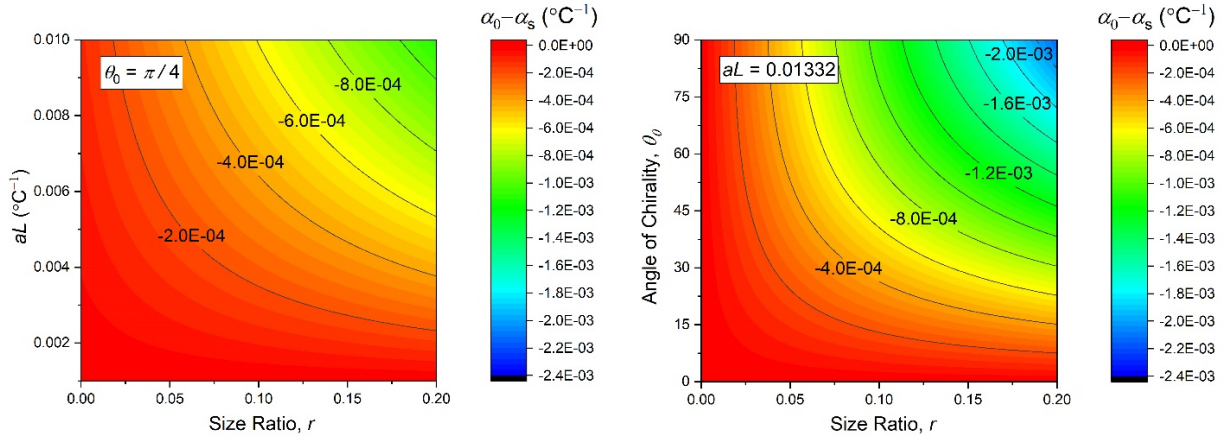 α₀−αₛ (°C⁻¹)
θ₀ = π / 4
0.010
0.008
0.006
0.004
0.002
aL (°C⁻¹)
-8.0E-04
-6.0E-04
-4.0E-04
-2.0E-04
0.00 0.05 0.10 0.15 0.20
Size Ratio, r
0.0E+00
-2.0E-04
-4.0E-04
-6.0E-04
-8.0E-04
-1.0E-03
-1.2E-03
-1.4E-03
-1.6E-03
-1.8E-03
-2.0E-03
-2.2E-03
-2.4E-03
α₀−αₛ (°C⁻¹)
aL = 0.01332
90
75
60
45
30
15
0
Angle of Chirality, θ₀
-2.0E-03
-1.6E-03
-1.2E-03
-8.0E-04
-4.0E-04
0.00 0.05 0.10 0.15 0.20
Size Ratio, r
0.0E+00
-2.0E-04
-4.0E-04
-6.0E-04
-8.0E-04
-1.0E-03
-1.2E-03
-1.4E-03
-1.6E-03
-1.8E-03
-2.0E-03
-2.2E-03
-2.4E-03